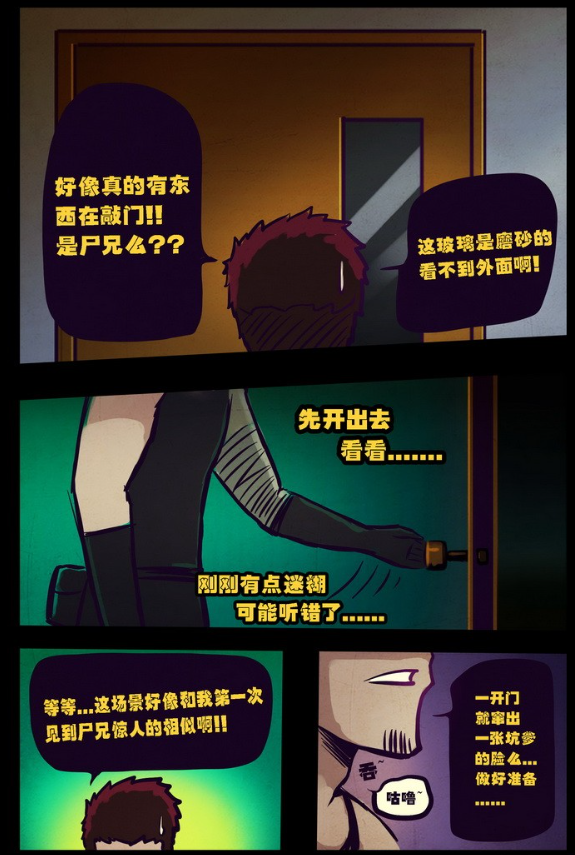 好像真的有东
西在敲门!!
是尸兄么??
这玻璃是磨砂的
看不到外面啊!
先开出去
看看.......
刚刚有点迷糊
可能听错了......
等等...这场景好像和我第一次
见到尸兄惊人的相似啊!!
一开门
就窜出
一张坑爹
的脸么...
做好准备
......
吞~
咕噜~